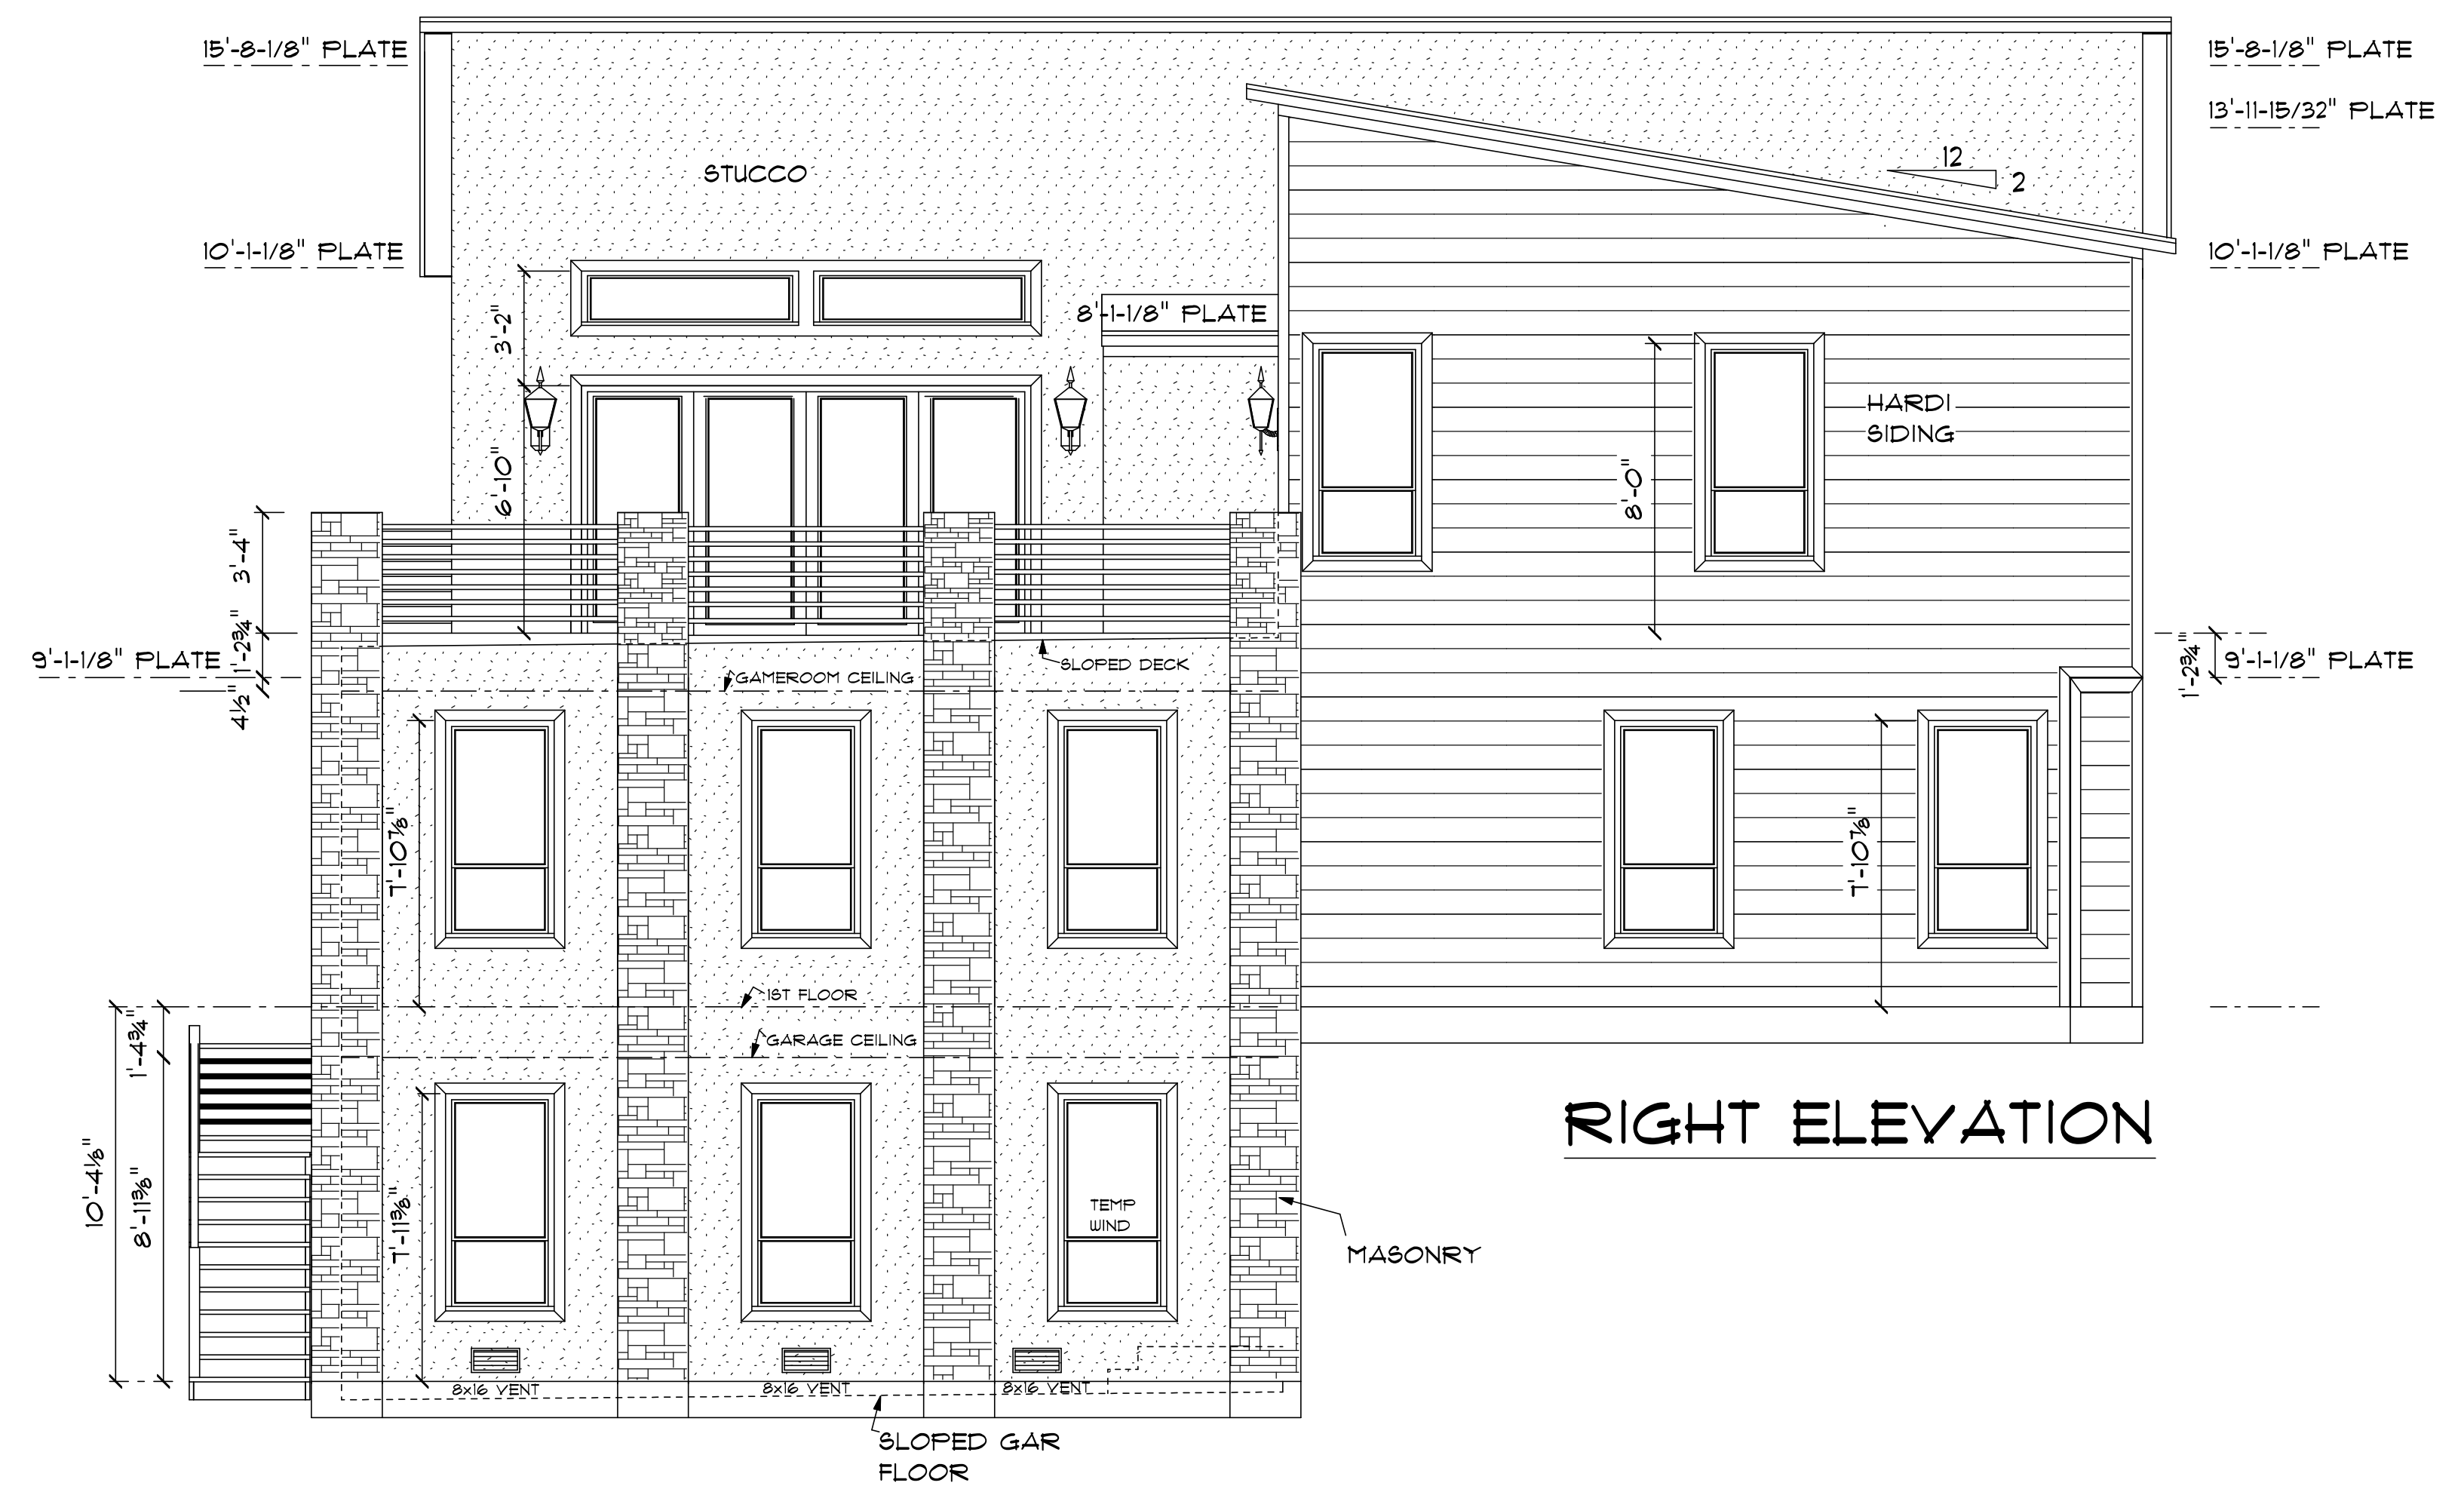 15'-8-1/8" PLATE
15'-8-1/8" PLATE
13'-11-15/32" PLATE
12
2
STUCCO
10'-1-1/8" PLATE
10'-1-1/8" PLATE
3'-2"
8'-1-1/8" PLATE
HARDI
SIDING
6'-10"
8'-0"
3'-4"
1'-2¾"
9'-1-1/8" PLATE
4½"
SLOPED DECK
GAMEROOM CEILING
1'-2¾"
9'-1-1/8" PLATE
7'-10⅞"
7'-10⅞"
1ST FLOOR
GARAGE CEILING
1'-4¾"
10'-4⅛"
8'-11⅜"
7'-11⅜"
TEMP
WIND
RIGHT ELEVATION
MASONRY
8x16 VENT
8x16 VENT
8x16 VENT
SLOPED GAR
FLOOR